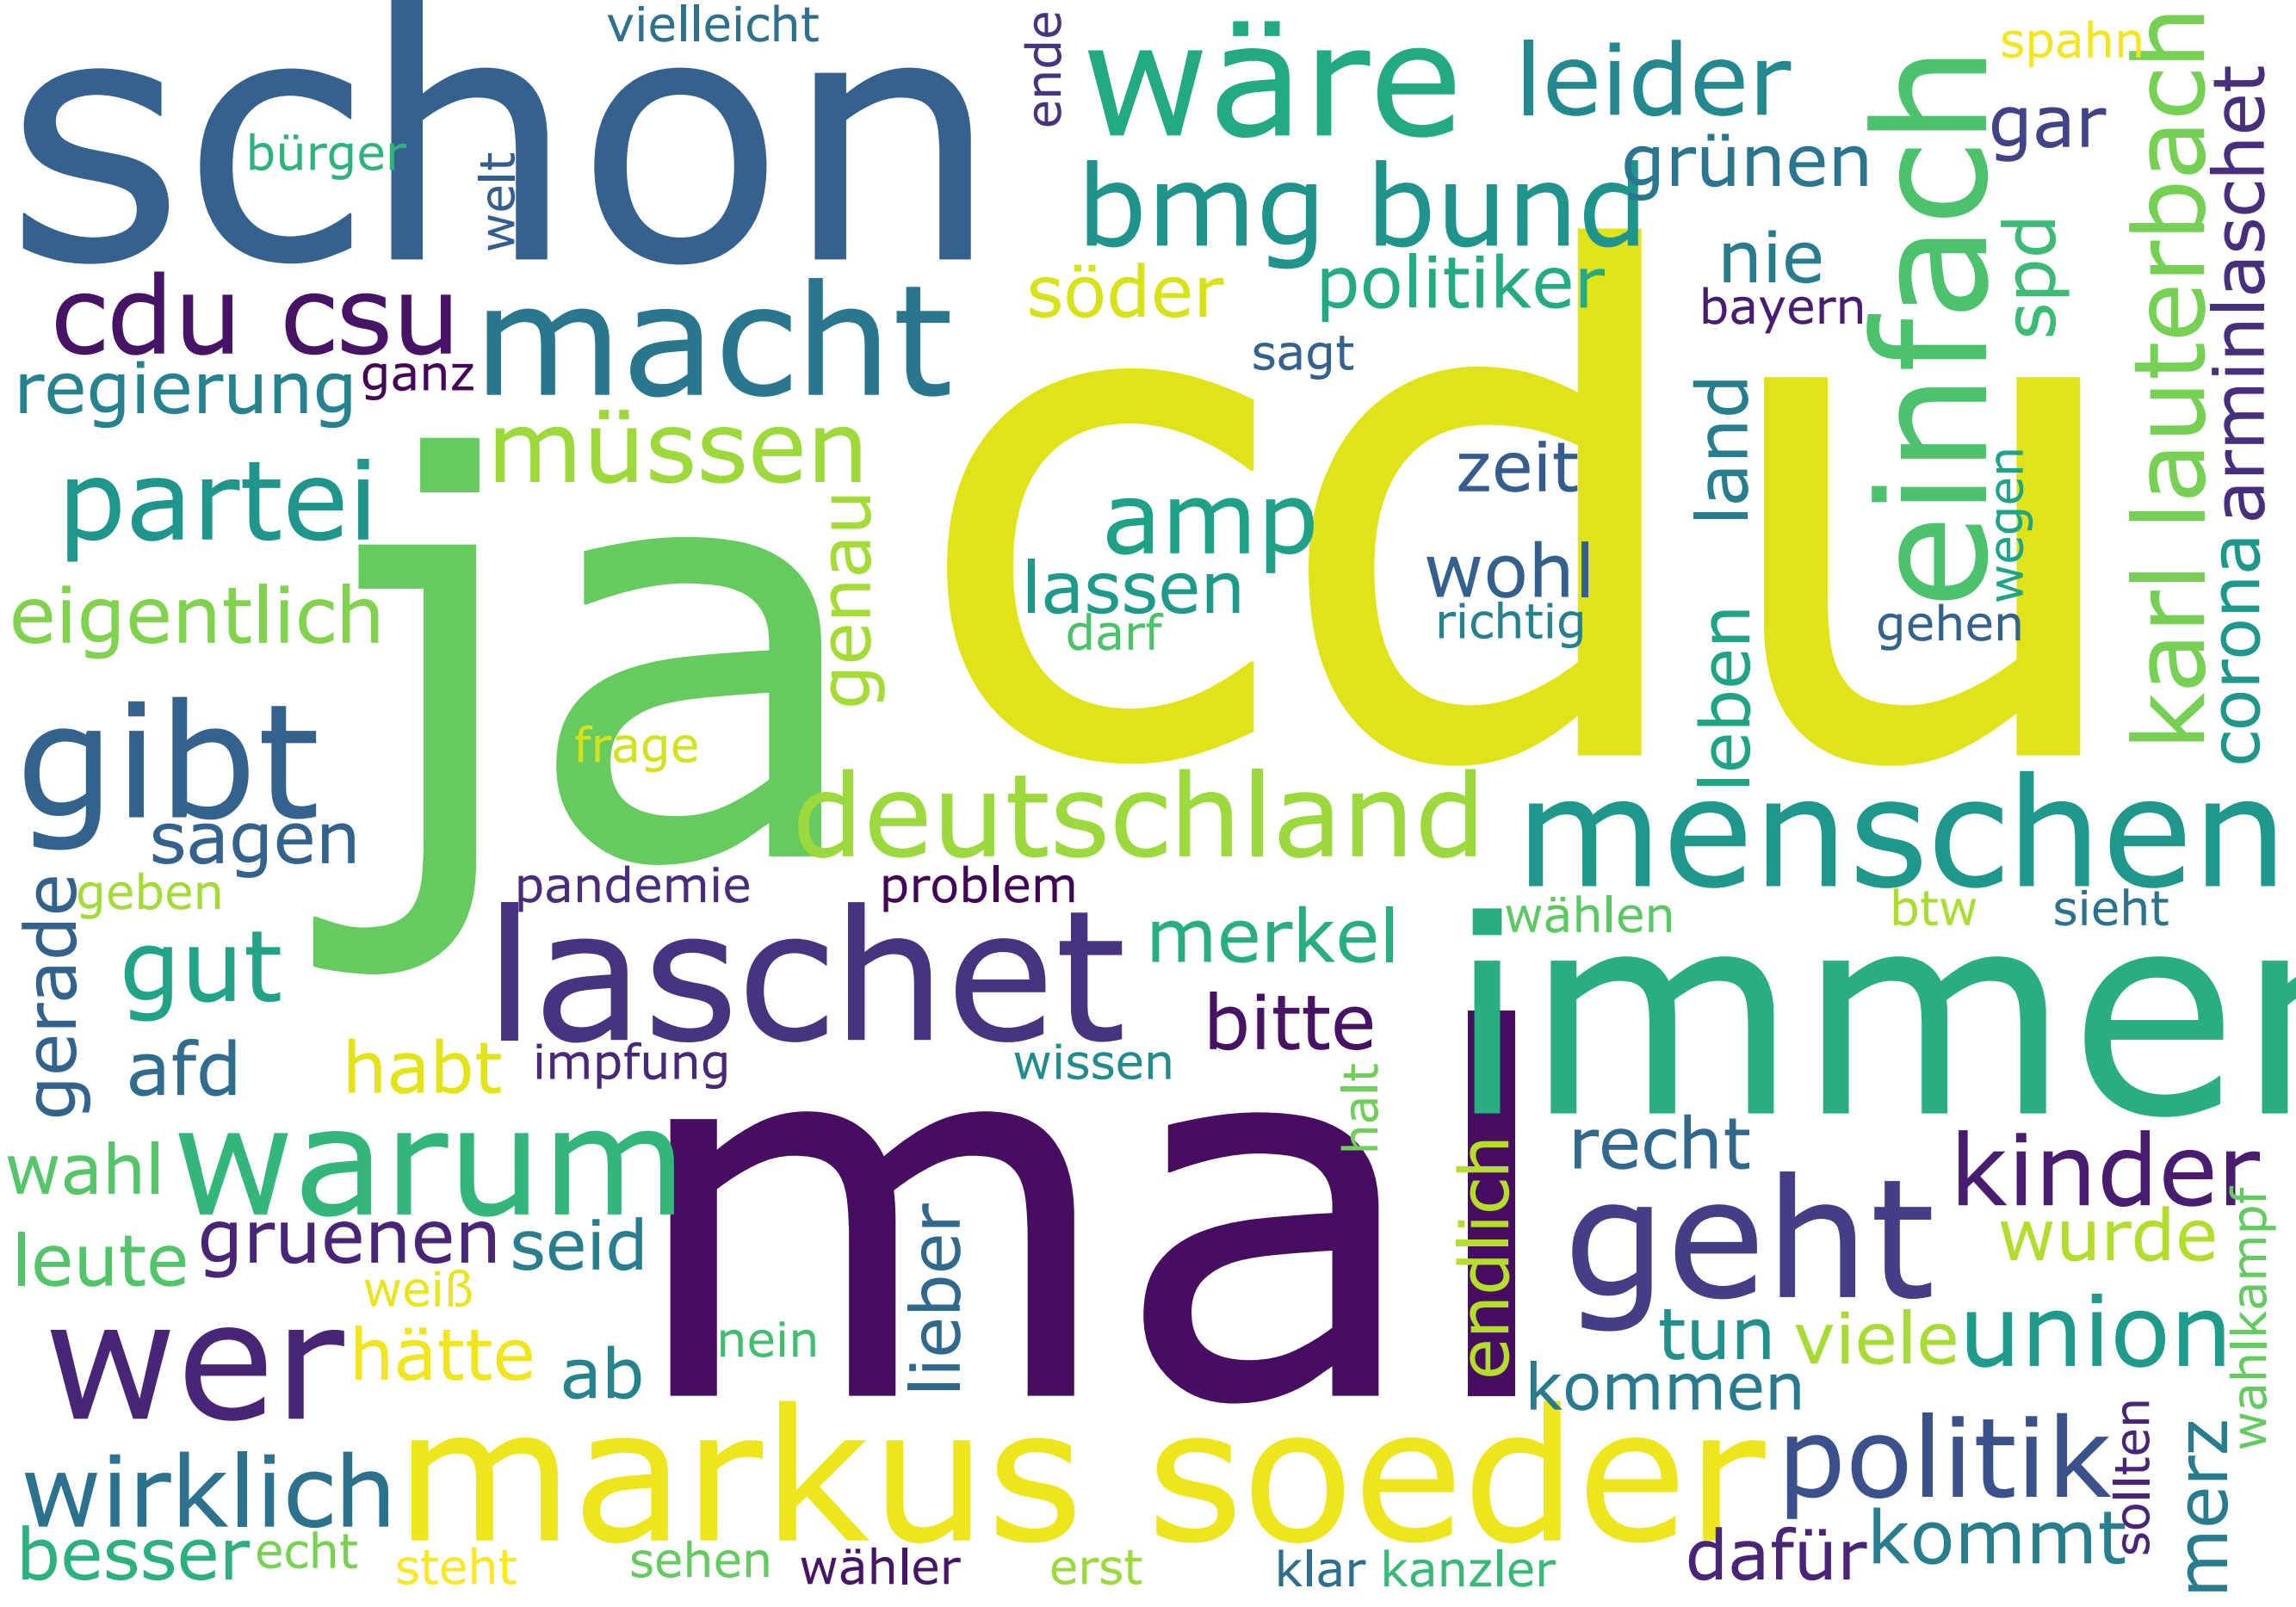 schon
vielleicht
ende
wäre
leider
spahn
bürger
welt
bmg bund
grünen
einfach
gar
karl lauterbach
arminlaschet
cdu csu
macht
söder
politiker
nie
bayern
spd
regierung
ganz
sagt
cdu
land
müssen
partei
ja
genau
amp
zeit
wegen
lassen
wohl
darf
richtig
gehen
eigentlich
leben
corona
gibt
frage
sagen
deutschland
menschen
geben
pandemie
problem
merkel
wählen
btw
sieht
gerade
gut
laschet
immer
bitte
afd
habt
impfung
wissen
halt
mal
endlich
recht
kinder
wahl
warum
leute
gruenen
seid
lieber
geht
wurde
wahlkampf
weiß
wer
hätte
ab
nein
tun
viele
union
kommen
wirklich
markus soeder
politik
sollten
merz
besser
echt
steht
sehen
wähler
erst
klar
kanzler
dafür
kommt